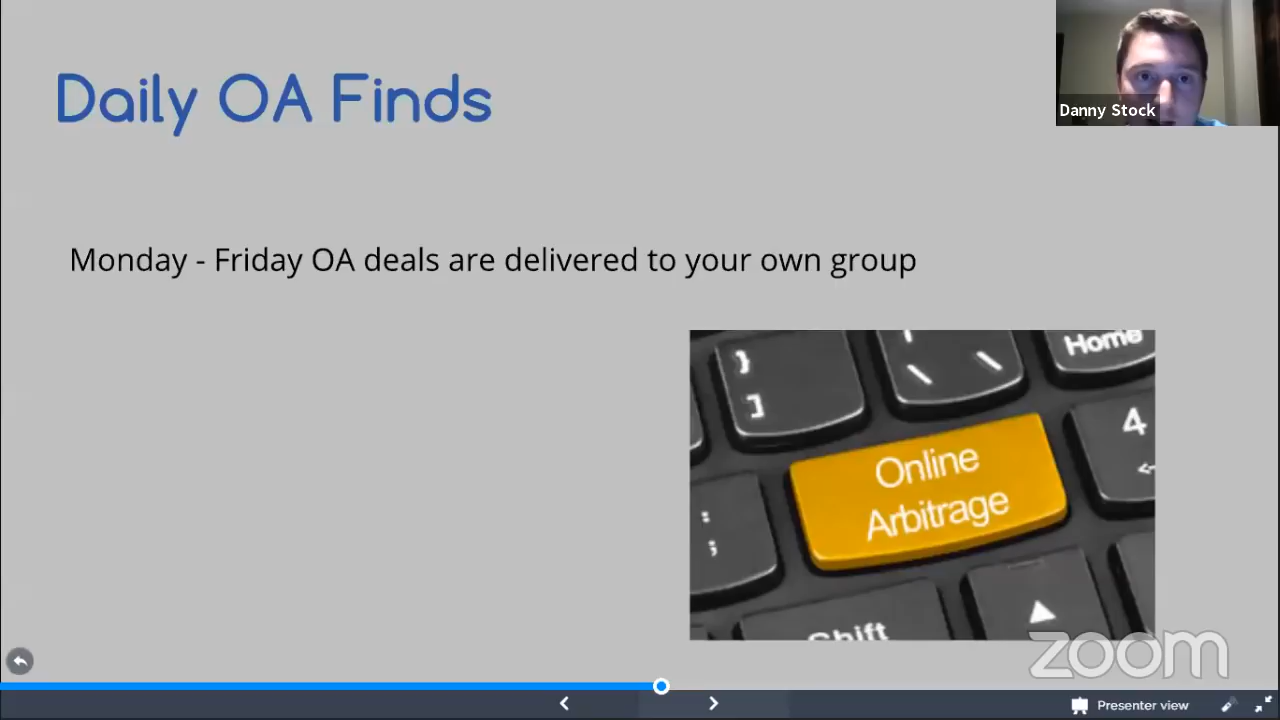 Daily OA Finds
Danny Stock
Monday - Friday OA deals are delivered to your own group
}
]
\ \
Home
4
Online
Arbitrage
:
;
Shift
zoom
Presenter view